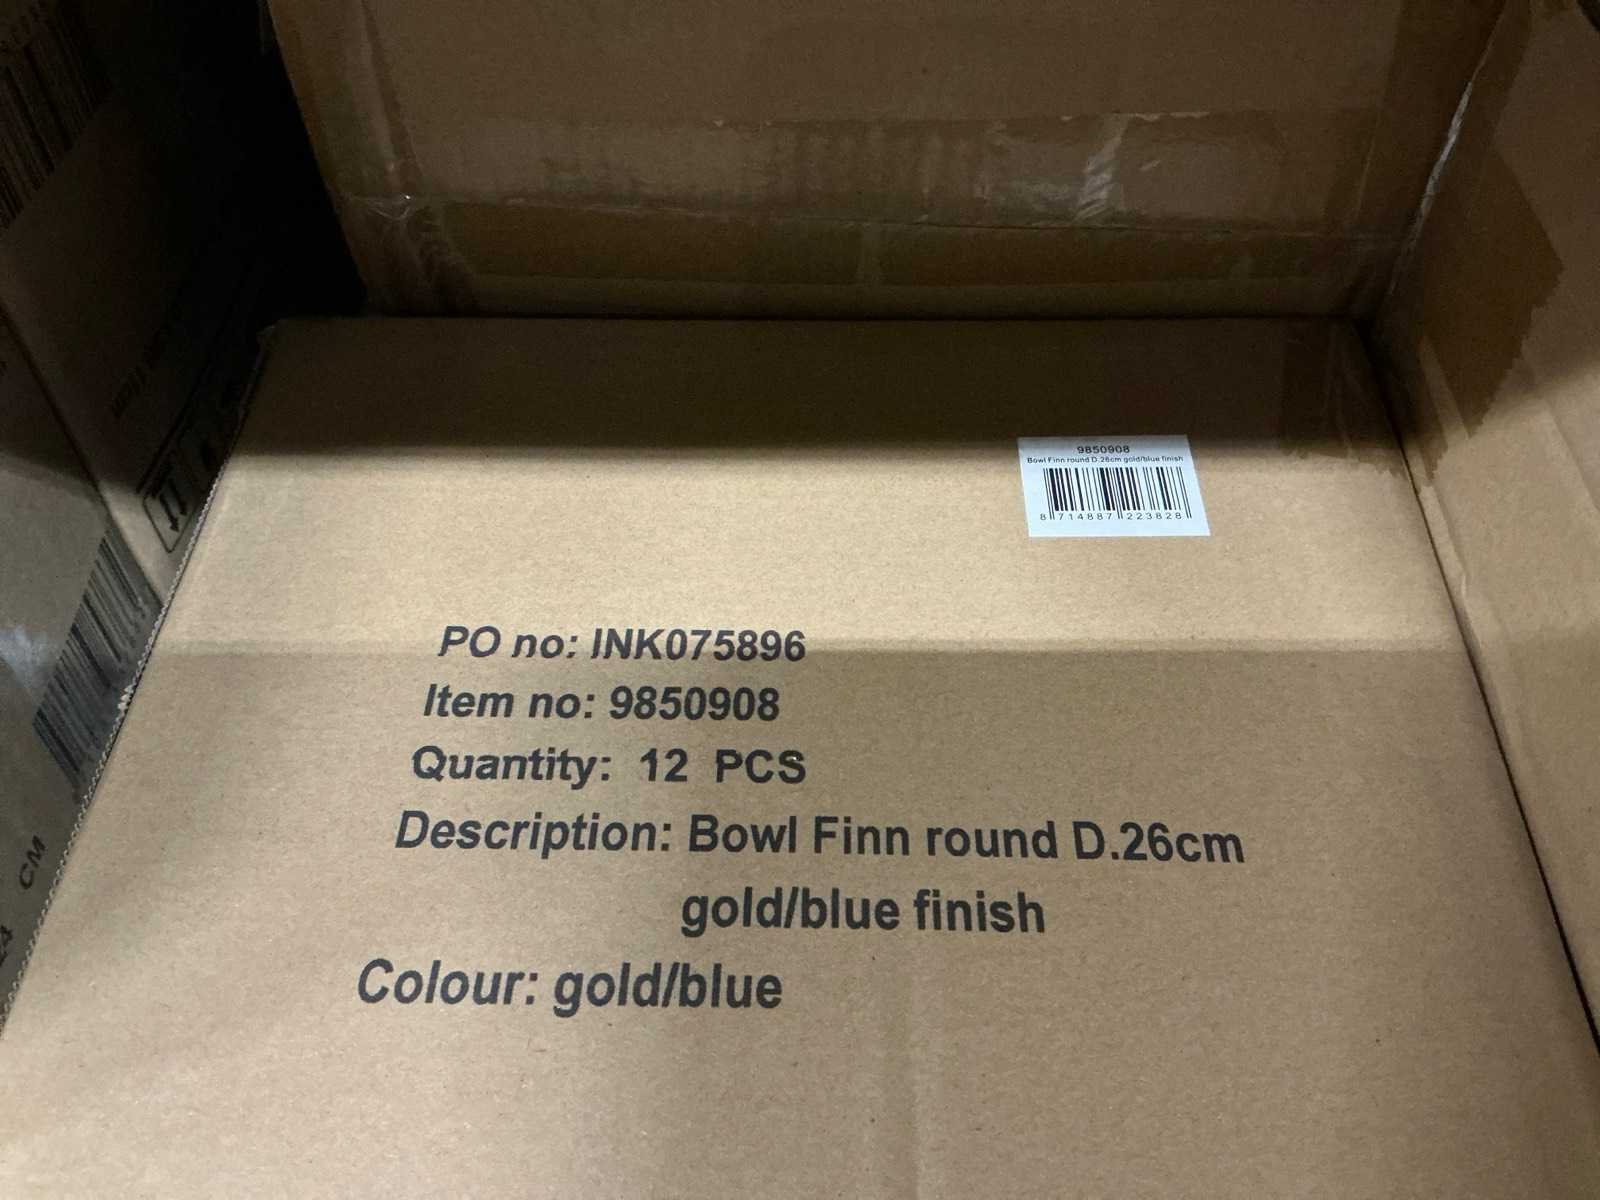 9850908
Bowl Finn round D.26cm gold/blue finish
8 714887 223828
PO no: INK075896
Item no: 9850908
Quantity: 12 PCS
Description: Bowl Finn round D.26cm
gold/blue finish
Colour: gold/blue
CM